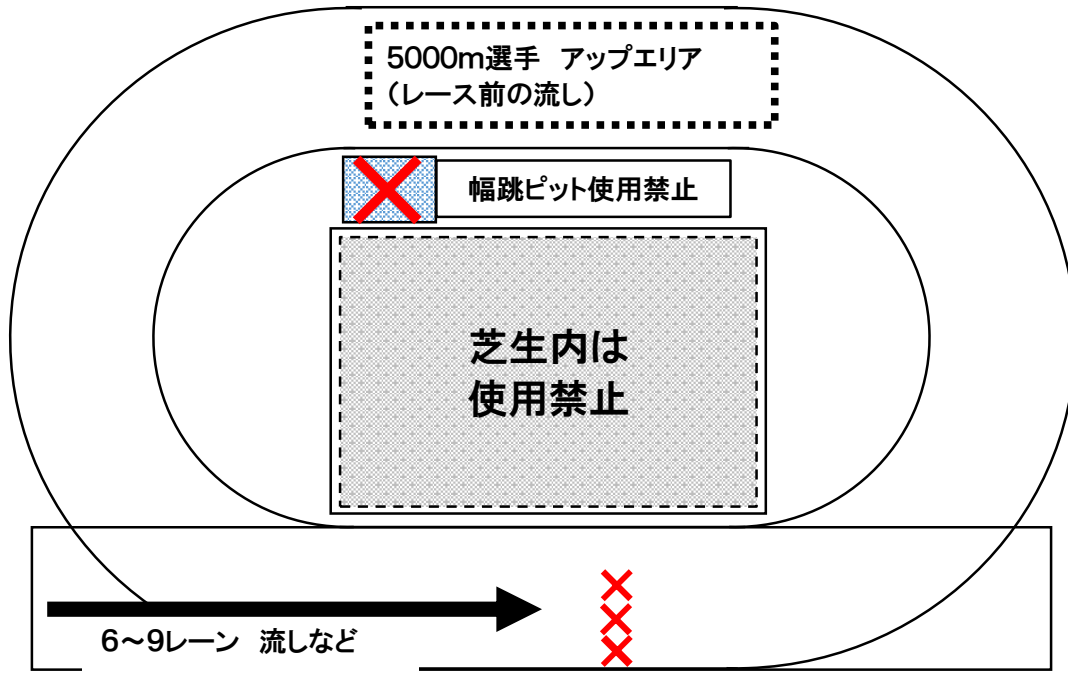 5000m選手　アップエリア
（レース前の流し）
幅跳ピット使用禁止
芝生内は
使用禁止
6～9レーン　流しなど